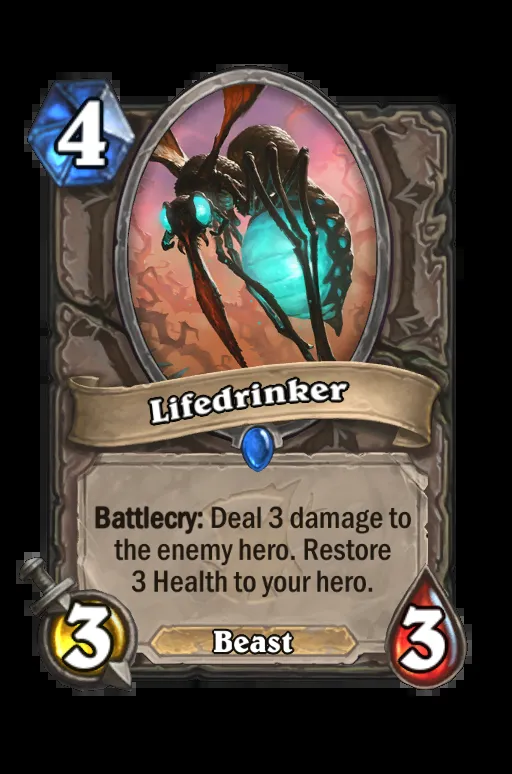 4
Lifedrinker
Battlecry: Deal 3 damage to
the enemy hero. Restore
3 Health to your hero.
3
Beast
3